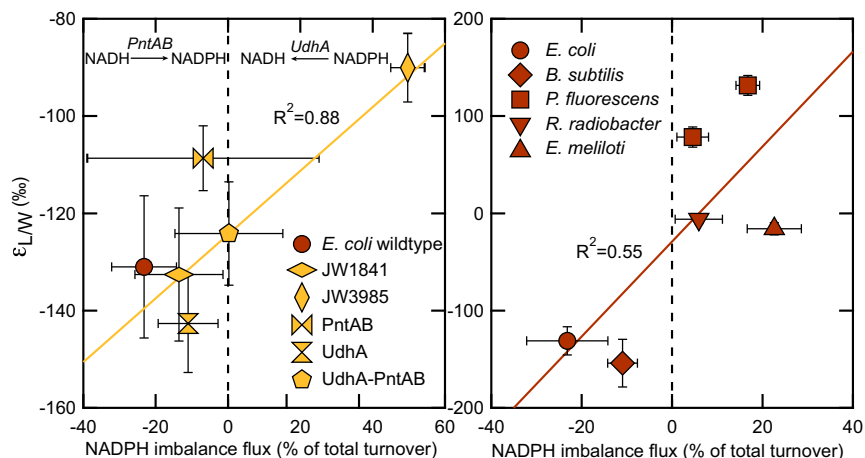 -80
-100
-120
-140
-160
εL/W (‰)
PntAB
UdhA
NADH NADPH NADH NADPH
R²=0.88
E. coli wildtype
JW1841
JW3985
PntAB
UdhA
UdhA-PntAB
-40 -20 0 20 40 60
NADPH imbalance flux (% of total turnover)
200
100
0
-100
-200
E. coli
B. subtilis
P. fluorescens
R. radiobacter
E. meliloti
R²=0.55
-40 -20 0 20 40
NADPH imbalance flux (% of total turnover)